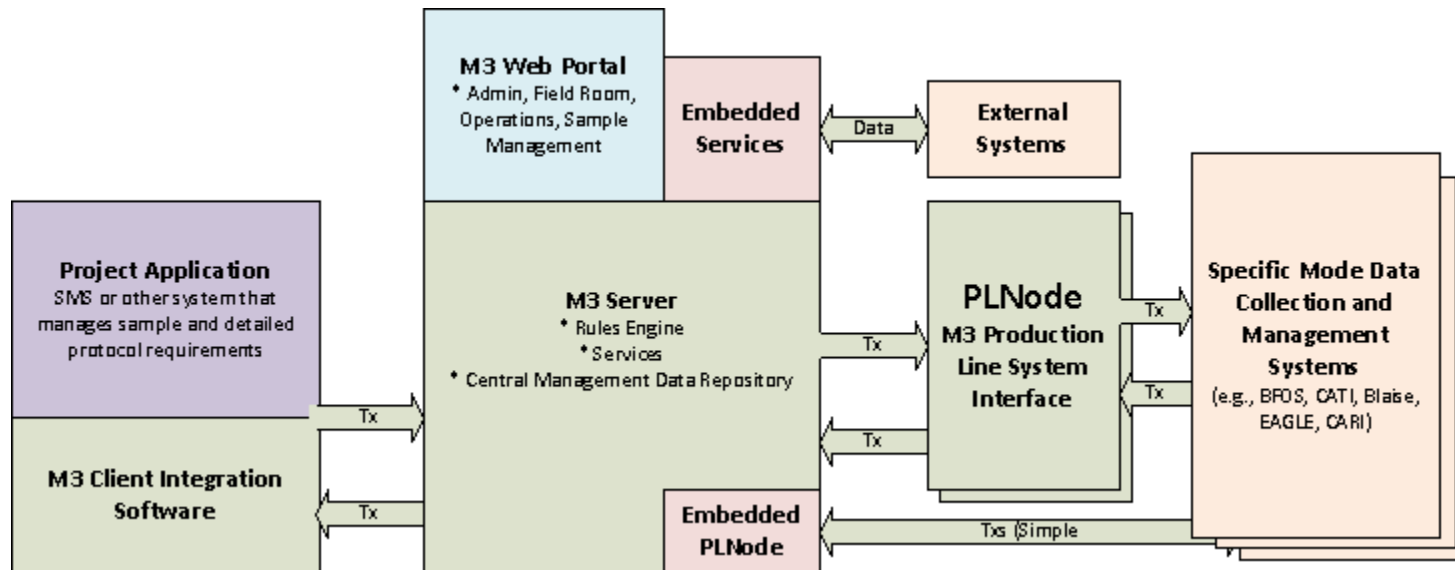 M3 Web Portal
* Admin, Field Room,
Operations, Sample
Management
Embedded
Services
Data
External
Systems
Project Application
SMS or other system that
manages sample and detailed
protocol requirements
M3 Client Integration
Software
Tx
Tx
M3 Server
* Rules Engine
* Services
* Central Management Data Repository
Embedded
PLNode
Tx
Tx
PLNode
M3 Production
Line System
Interface
Tx
Tx
Txs (Simple
Specific Mode Data
Collection and
Management
Systems
(e.g., BFOS, CATI, Blaise,
EAGLE, CARI)